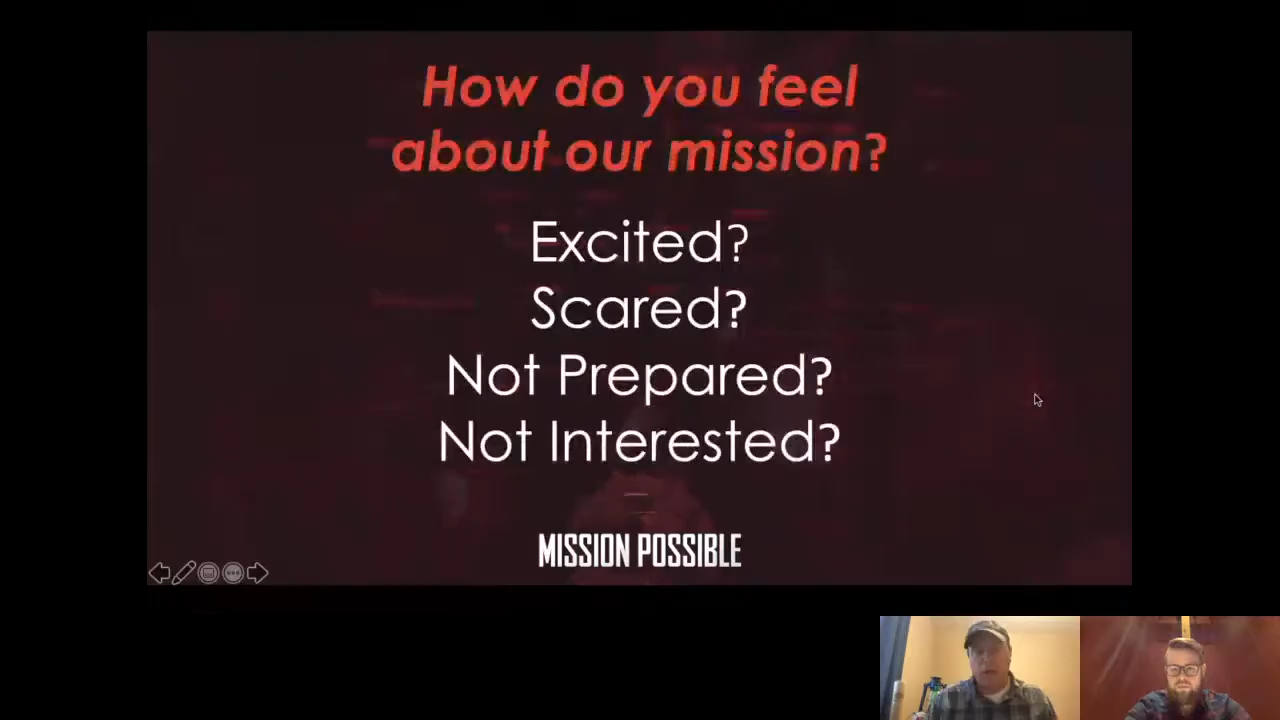 How do you feel
about our mission?
Excited?
Scared?
Not Prepared?
Not Interested?
MISSION POSSIBLE